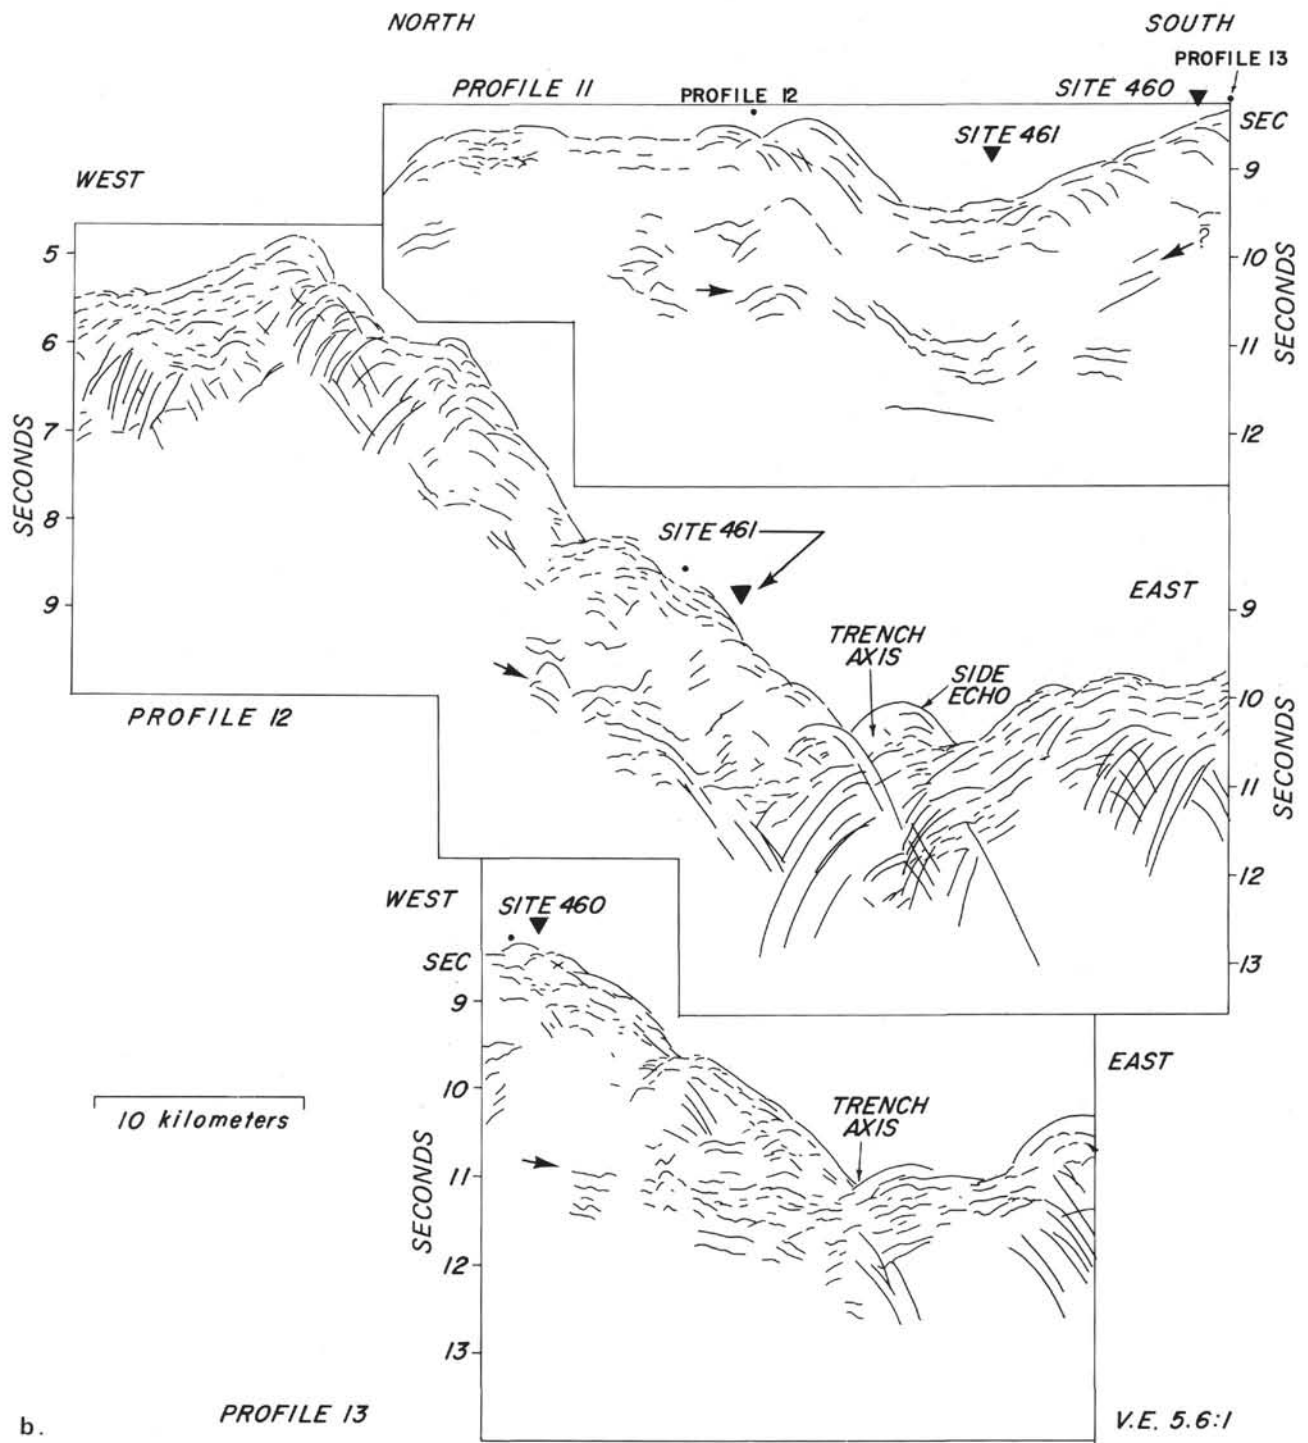 NORTH
SOUTH
PROFILE 13
PROFILE 11
PROFILE 12
SITE 460
SEC
SITE 461
WEST
9
5
?
10
SECONDS
6
11
SECONDS
7
12
8
SITE 461
9
EAST
9
TRENCH
AXIS
SIDE
ECHO
10
PROFILE 12
SECONDS
11
12
WEST
SITE 460
SEC
13
9
EAST
10
10 kilometers
TRENCH
AXIS
SECONDS
11
12
13
b.
PROFILE 13
V.E. 5.6:1